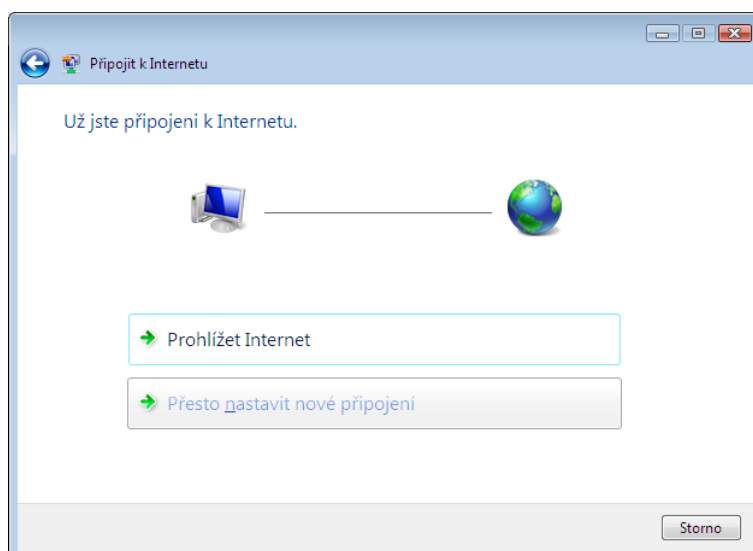 Připojit k Internetu
Už jste připojeni k Internetu.
Prohlížet Internet
Přesto nastavit nové připojení
Storno